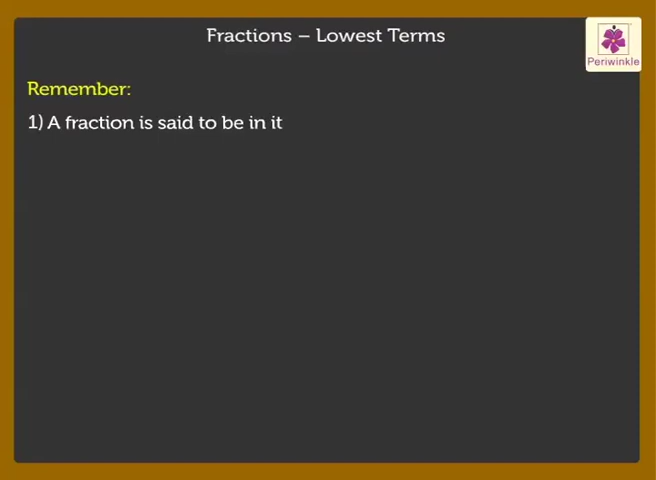 Fractions – Lowest Terms
Periwinkle
Remember:
1) A fraction is said to be in it